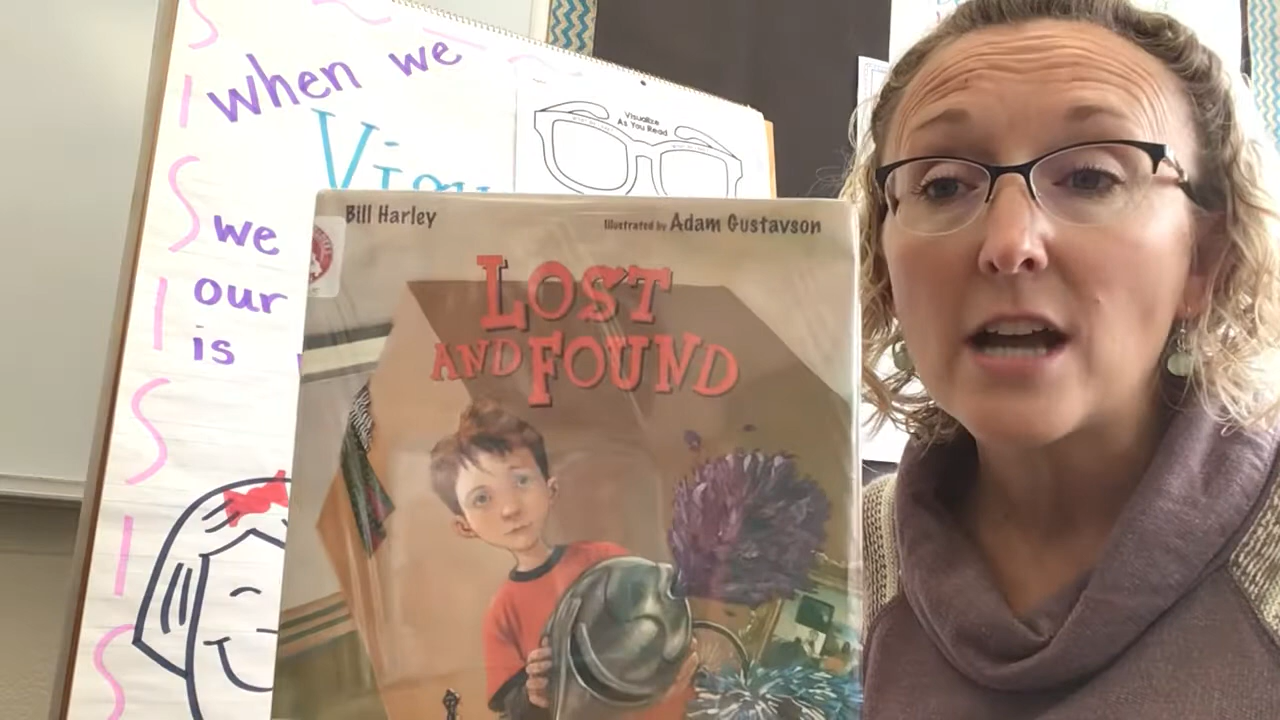 when we
Visualize
As You Read
we
our
is
Bill Harley
Illustrated by Adam Gustavson
LOST
AND FOUND